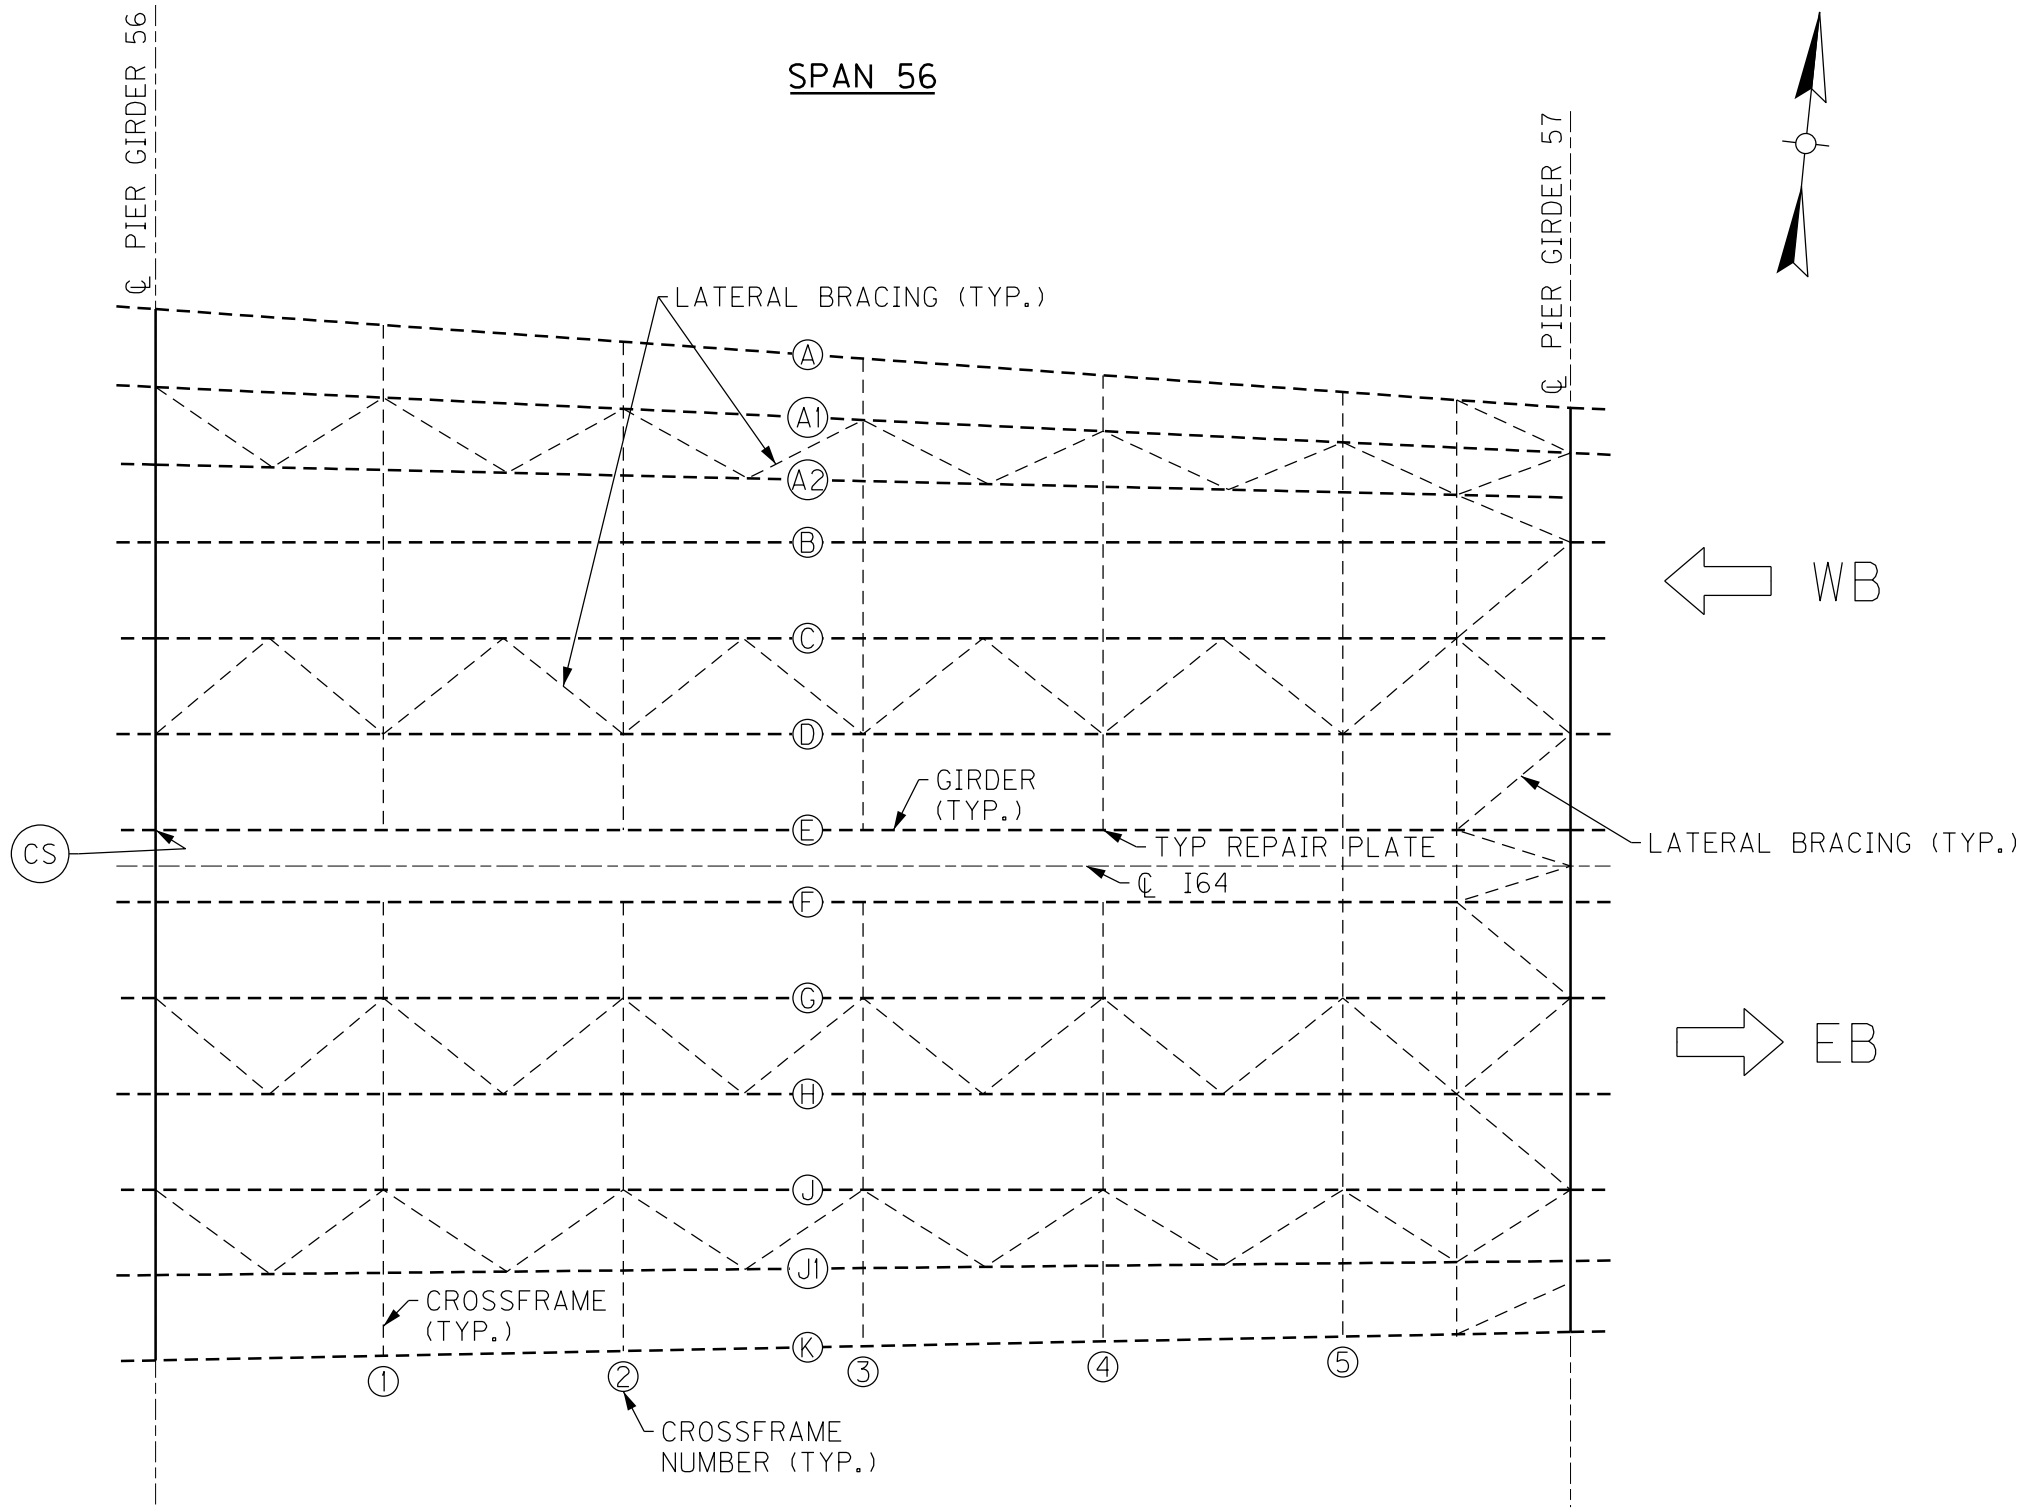 SPAN 56
℄ PIER GIRDER 56
℄ PIER GIRDER 57
LATERAL BRACING (TYP.)
A
A1
A2
B
WB
C
D
GIRDER
(TYP.)
E
CS
TYP REPAIR PLATE
LATERAL BRACING (TYP.)
℄ I64
F
G
EB
H
J
J1
CROSSFRAME
(TYP.)
K
1
2
3
4
5
CROSSFRAME
NUMBER (TYP.)